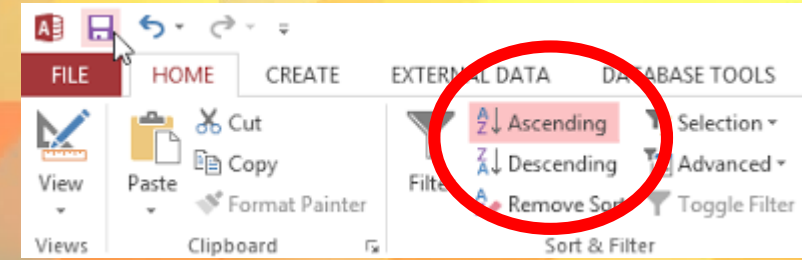 FILE HOME CREATE EXTERNAL DATA DATABASE TOOLS
Cut Ascending Selection
Copy Descending Advanced
View Paste Format Painter Filter Remove Sort Toggle Filter
Views Clipboard Sort & Filter